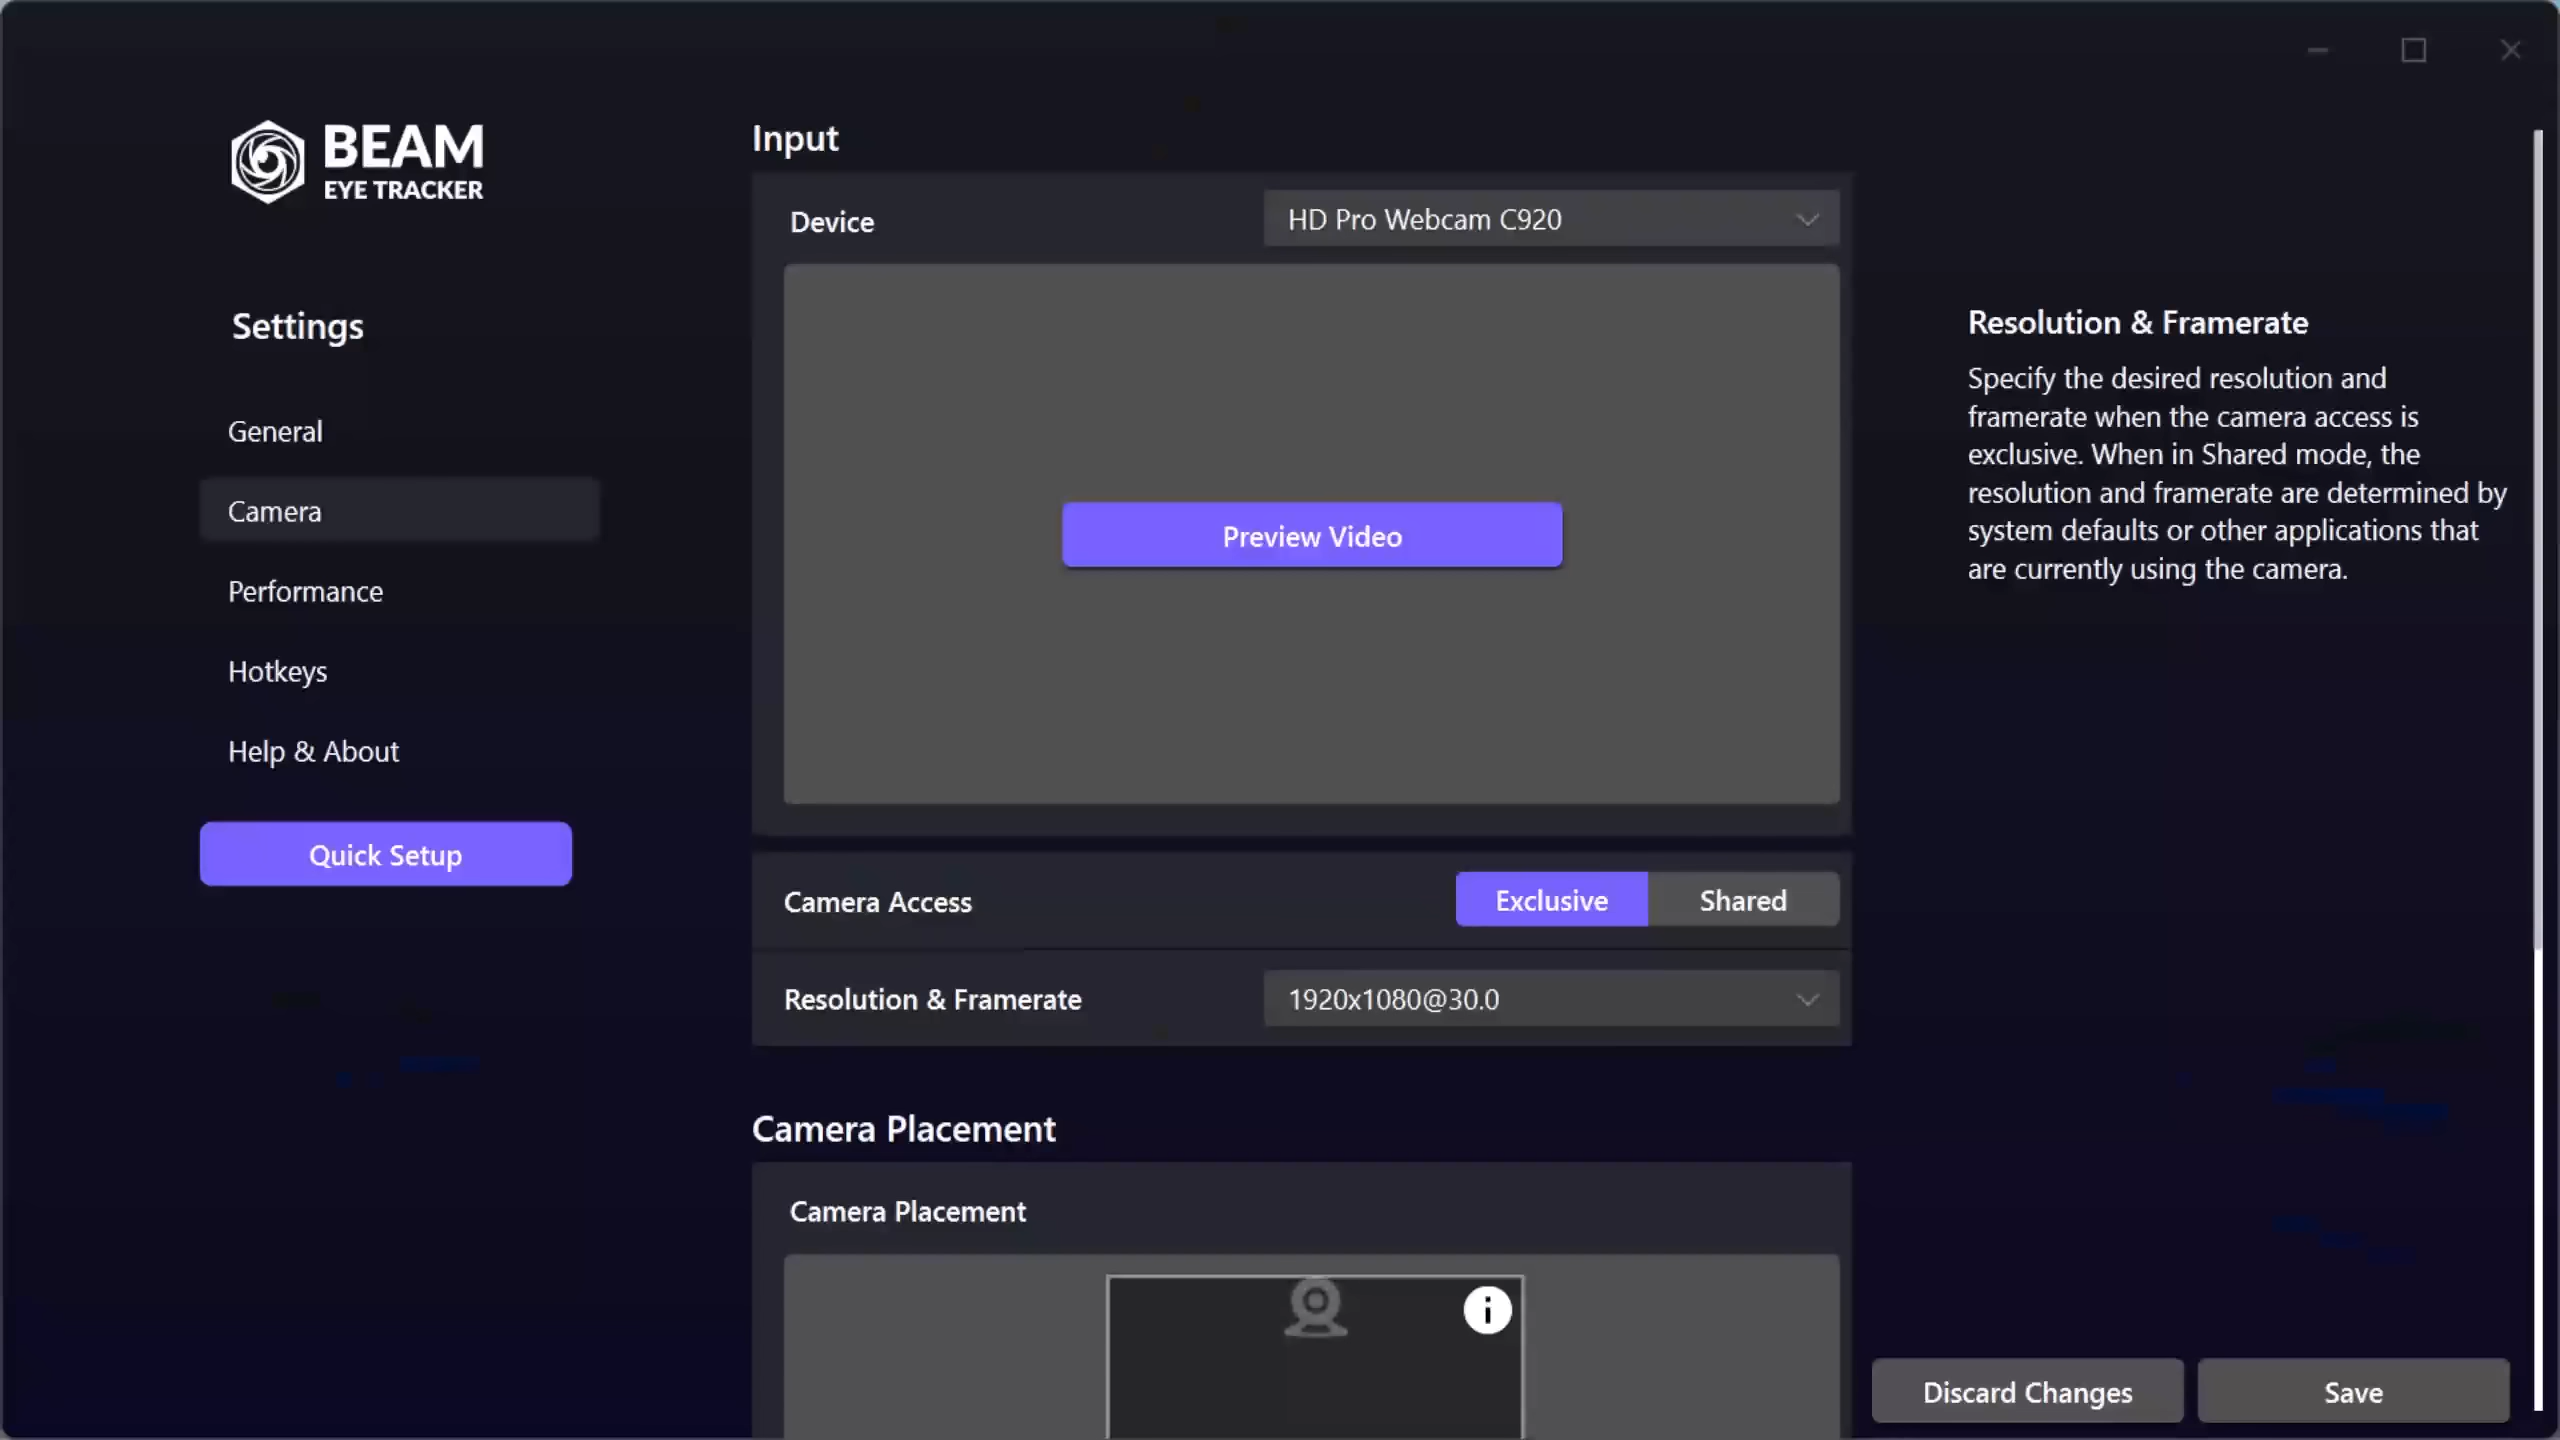 BEAM
EYE TRACKER
Settings
General
Camera
Performance
Hotkeys
Help & About
Quick Setup
Input
Device
HD Pro Webcam C920
Preview Video
Camera Access
Exclusive
Shared
Resolution & Framerate
1920x1080@30.0
Camera Placement
Camera Placement
i
Resolution & Framerate
Specify the desired resolution and
framerate when the camera access is
exclusive. When in Shared mode, the
resolution and framerate are determined by
system defaults or other applications that
are currently using the camera.
Discard Changes
Save